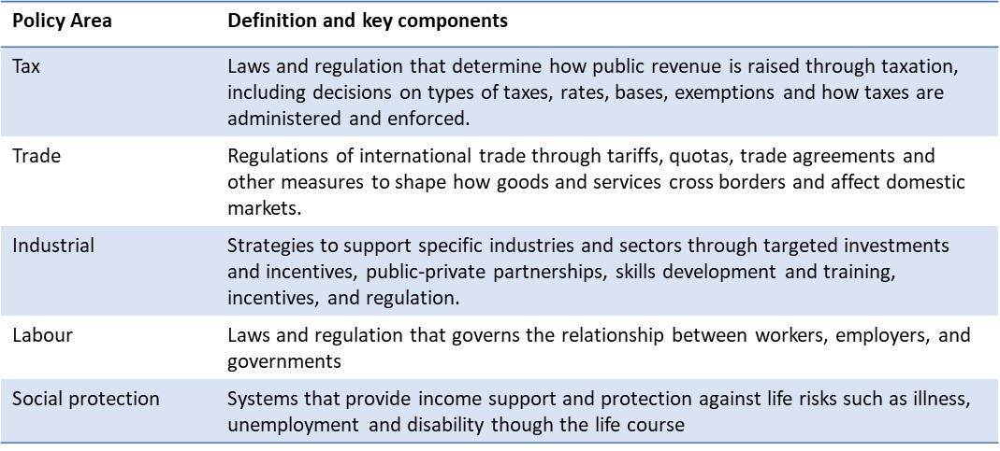 Policy Area Definition and key components
Tax Laws and regulation that determine how public revenue is raised through taxation,
including decisions on types of taxes, rates, bases, exemptions and how taxes are
administered and enforced.
Trade Regulations of international trade through tariffs, quotas, trade agreements and
other measures to shape how goods and services cross borders and affect domestic
markets.
Industrial Strategies to support specific industries and sectors through targeted investments
and incentives, public-private partnerships, skills development and training,
incentives, and regulation.
Labour Laws and regulation that governs the relationship between workers, employers, and
governments
Social protection Systems that provide income support and protection against life risks such as illness,
unemployment and disability though the life course